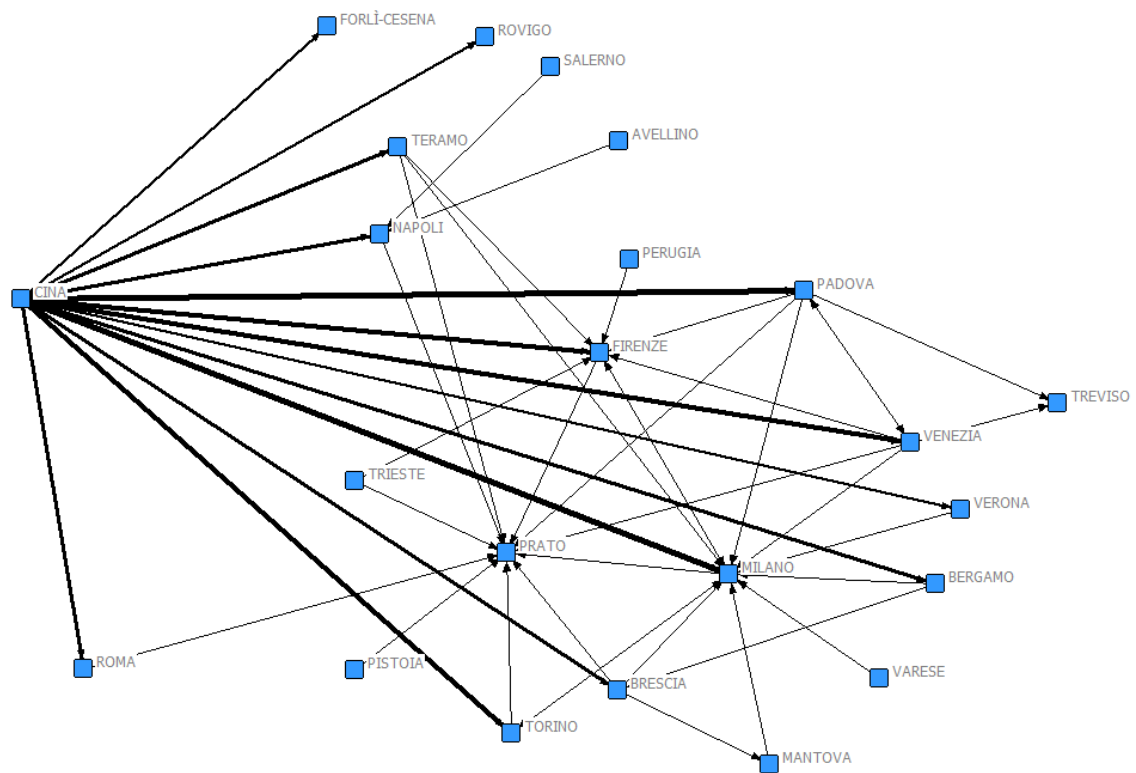 FORLÌ-CESENA
ROVIGO
SALERNO
AVELLINO
TERAMO
NAPOLI
PERUGIA
PADOVA
CINA
FIRENZE
TREVISO
VENEZIA
TRIESTE
VERONA
PRATO
MILANO
BERGAMO
ROMA
PISTOIA
BRESCIA
VARESE
TORINO
MANTOVA